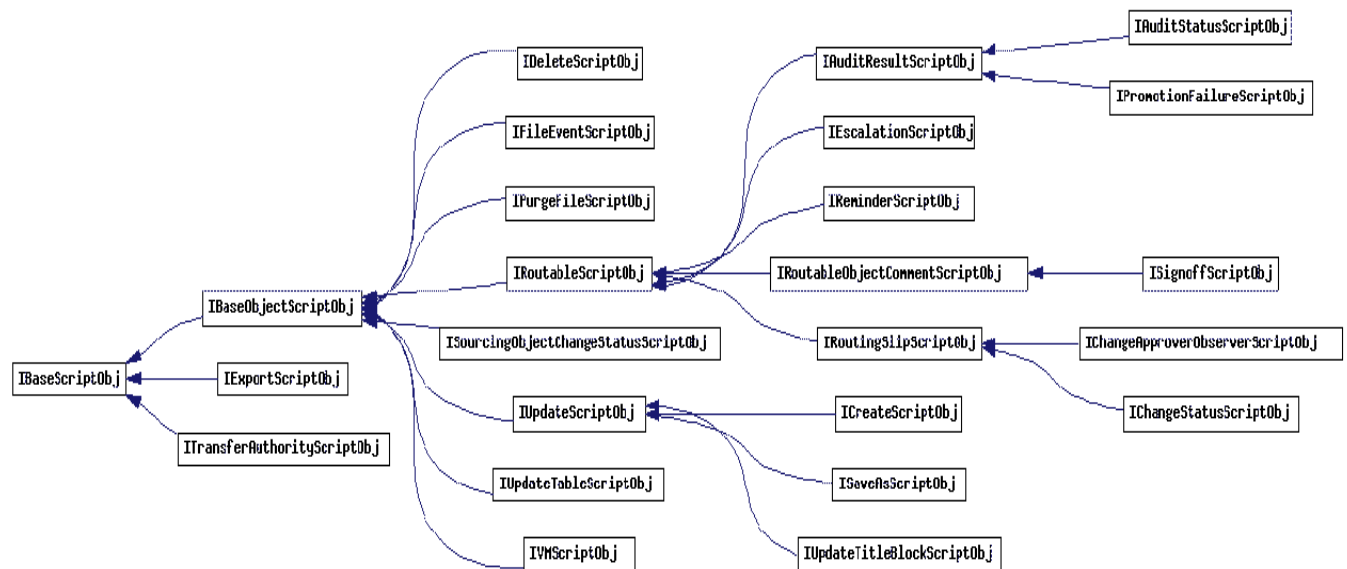 IAuditStatusScriptObj
IDeleteScriptObj
IAuditResultScriptObj
IPromotionFailureScriptObj
IFileEventScriptObj
IEscalationScriptObj
IPurgeFileScriptObj
IReminderScriptObj
IRoutableScriptObj
IRoutableObjectCommentScriptObj
ISignoffScriptObj
IBaseObjectScriptObj
ISourcingObjectChangeStatusScriptObj
IRoutingSlipScriptObj
IChangeApproverObserverScriptObj
IBaseScriptObj
IExportScriptObj
IUpdateScriptObj
ICreateScriptObj
IChangeStatusScriptObj
ITransferAuthorityScriptObj
IUpdateTableScriptObj
ISaveAsScriptObj
IVMScriptObj
IUpdateTitleBlockScriptObj